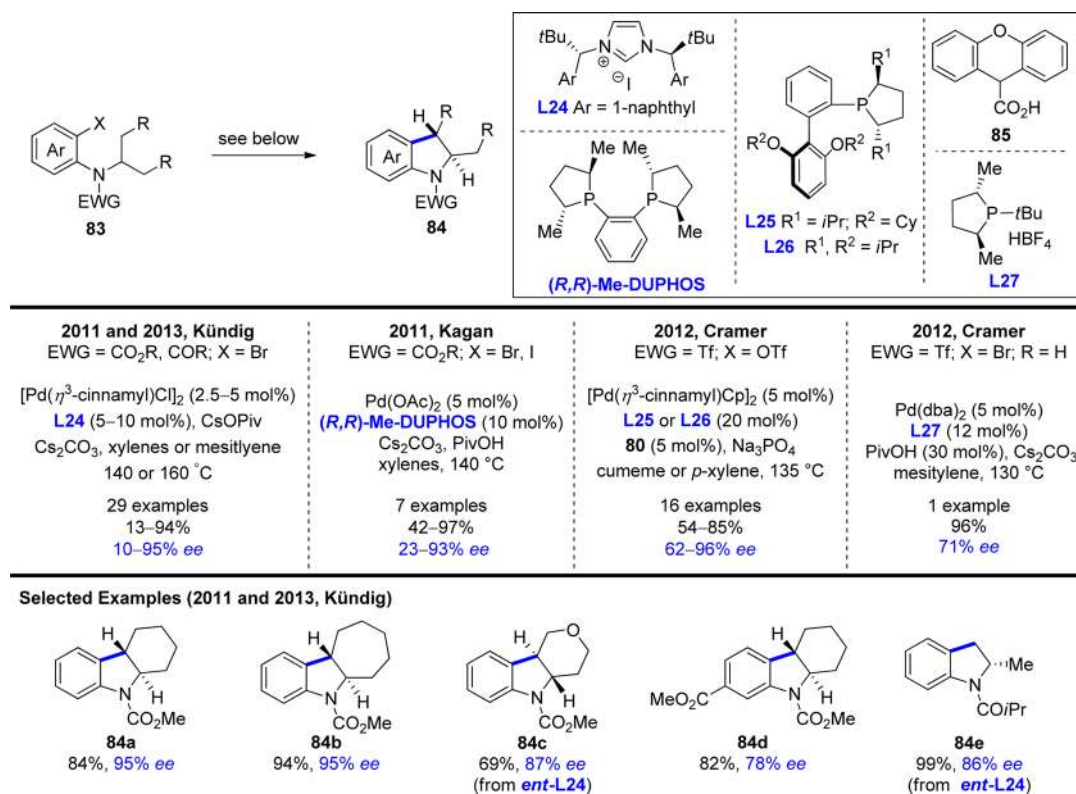 X
R
Ar
R
N
EWG
83
see below
H
R
Ar
R
N
H
EWG
84
tBu
N
N
tBu
Ar
I
Ar
L24 Ar = 1-naphthyl
Me
Me
P
P
Me
Me
(R,R)-Me-DUPHOS
R1
P
R2O
OR2
R1
L25 R1 = iPr; R2 = Cy
L26 R1, R2 = iPr
O
CO2H
85
Me
P
tBu
HBF4
Me
L27
2011 and 2013, Kündig
EWG = CO2R, COR; X = Br
[Pd(η3-cinnamyl)Cl]2 (2.5–5 mol%)
L24 (5–10 mol%), CsOPiv
Cs2CO3, xylenes or mesitlyene
140 or 160 °C
29 examples
13–94%
10–95% ee
2011, Kagan
EWG = CO2R; X = Br, I
Pd(OAc)2 (5 mol%)
(R,R)-Me-DUPHOS (10 mol%)
Cs2CO3, PivOH
xylenes, 140 °C
7 examples
42–97%
23–93% ee
2012, Cramer
EWG = Tf; X = OTf
[Pd(η3-cinnamyl)Cp]2 (5 mol%)
L25 or L26 (20 mol%)
80 (5 mol%), Na3PO4
cumeme or p-xylene, 135 °C
16 examples
54–85%
62–96% ee
2012, Cramer
EWG = Tf; X = Br; R = H
Pd(dba)2 (5 mol%)
L27 (12 mol%)
PivOH (30 mol%), Cs2CO3
mesitylene, 130 °C
1 example
96%
71% ee
Selected Examples (2011 and 2013, Kündig)
H
N
H
CO2Me
84a
84%, 95% ee
H
N
H
CO2Me
84b
94%, 95% ee
H
O
N
H
CO2Me
84c
69%, 87% ee
(from ent-L24)
H
MeO2C
N
H
CO2Me
84d
82%, 78% ee
Me
N
COiPr
84e
99%, 86% ee
(from ent-L24)